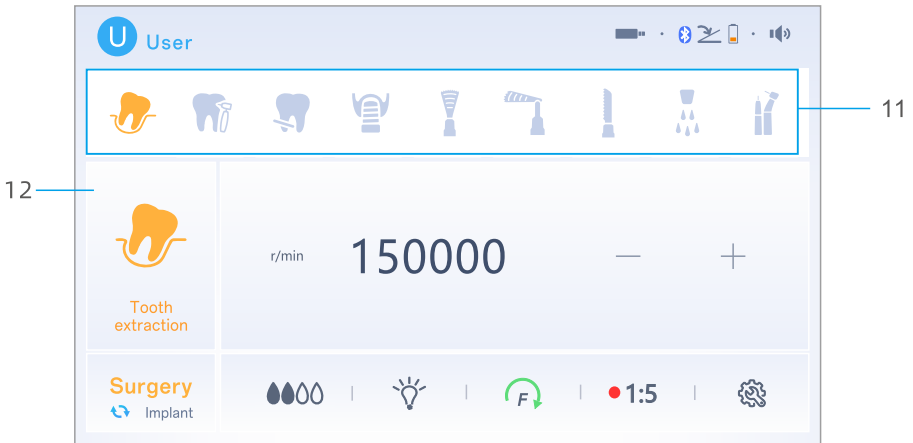 U User
11
12
r/min 150000
Tooth
extraction
Surgery
Implant
F
1:5